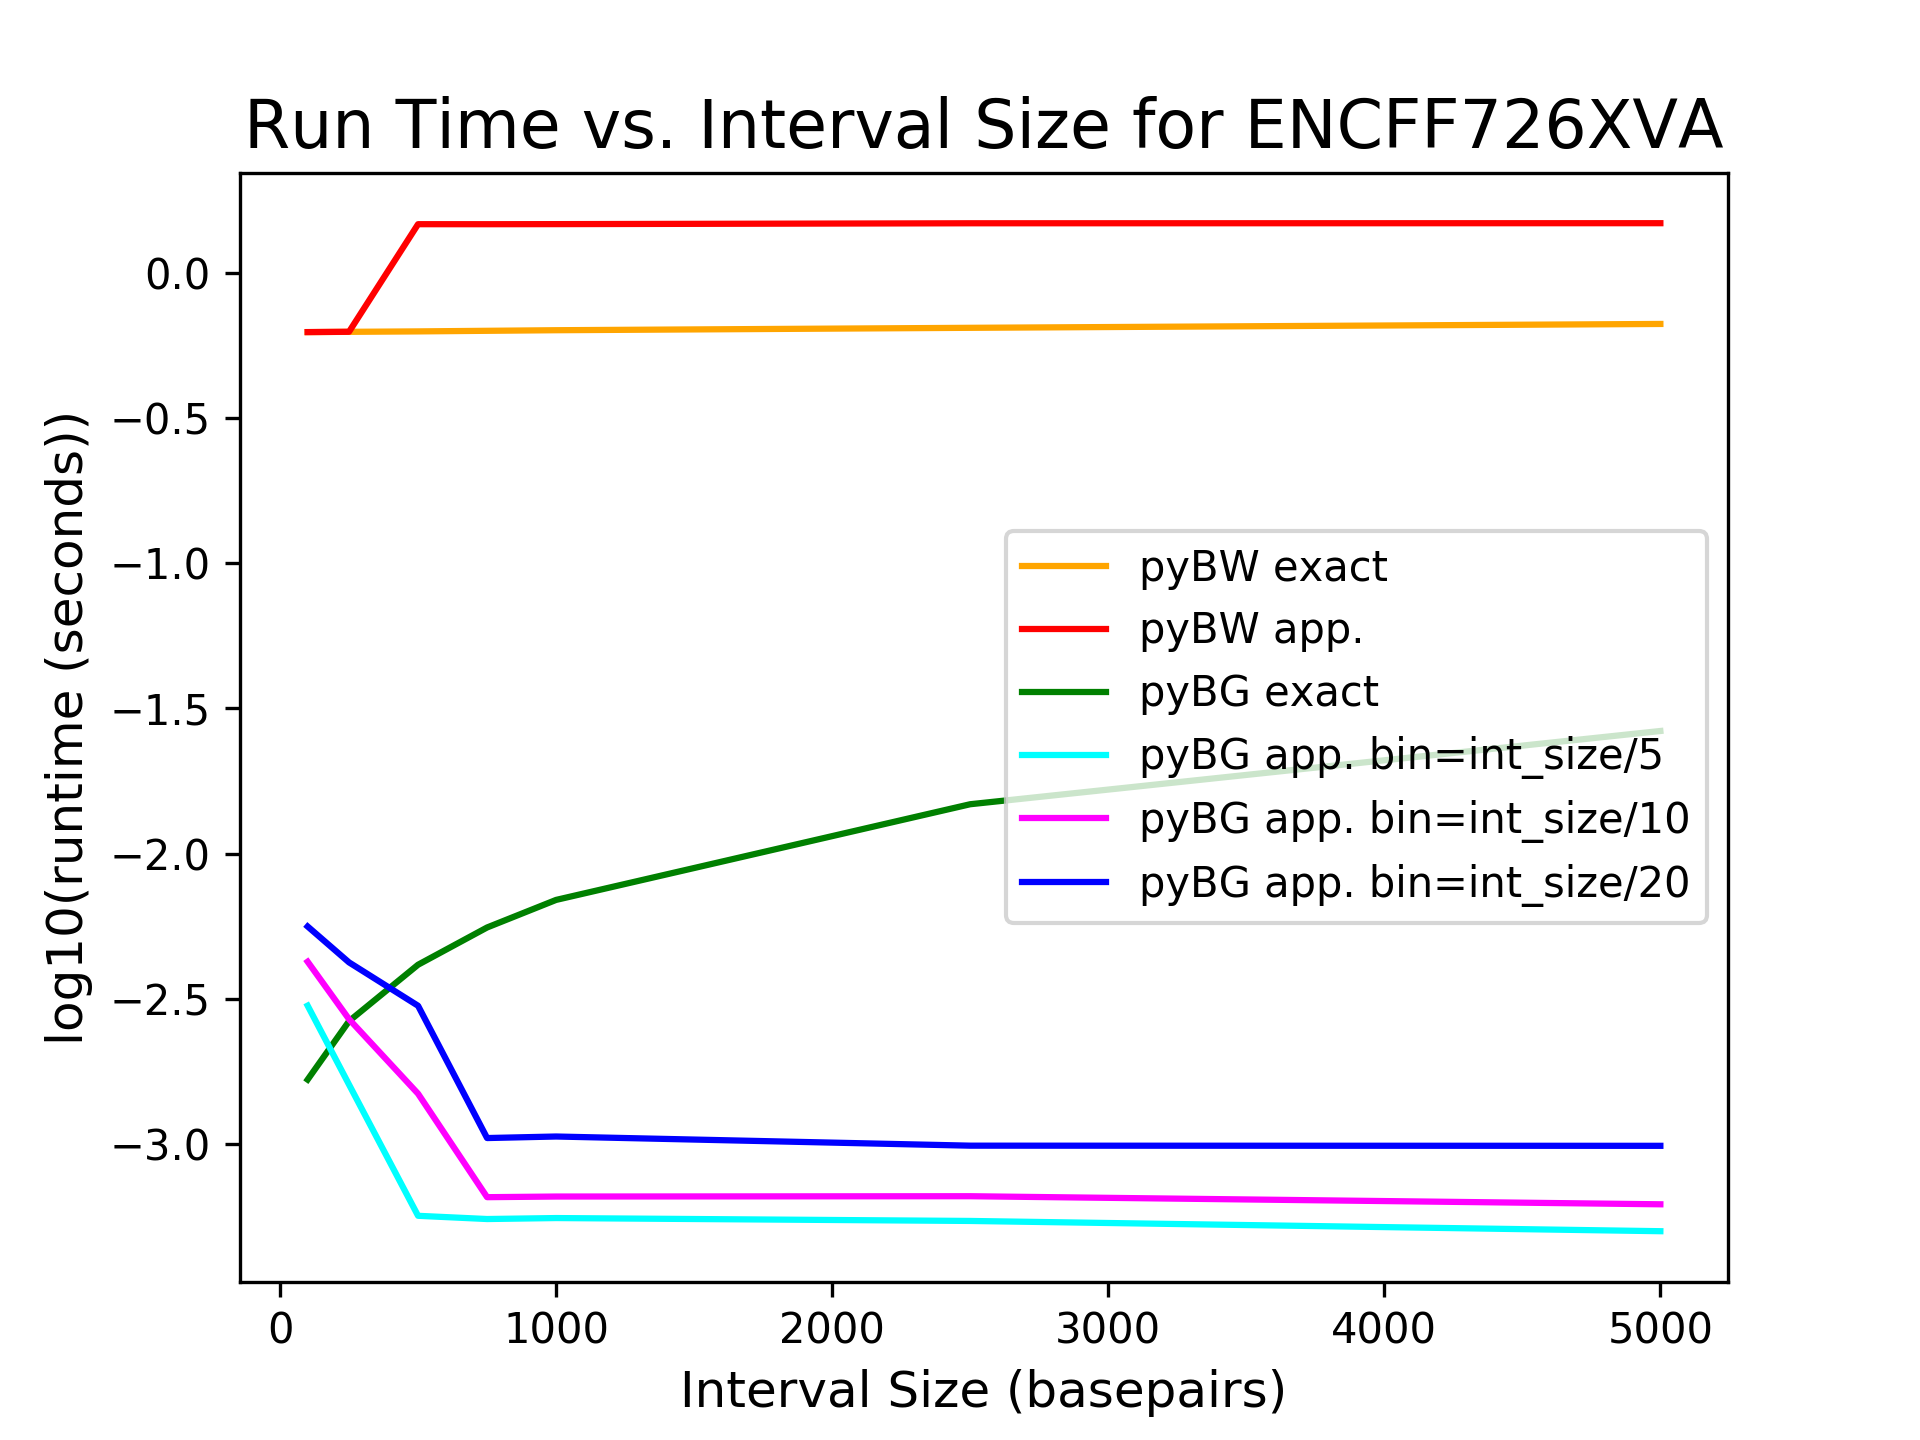 Run Time vs. Interval Size for ENCFF726XVA
log10(runtime (seconds))
0.0
−0.5
−1.0
−1.5
−2.0
−2.5
−3.0
pyBW exact
pyBW app.
pyBG exact
pyBG app. bin=int_size/5
pyBG app. bin=int_size/10
pyBG app. bin=int_size/20
0 1000 2000 3000 4000 5000
Interval Size (basepairs)